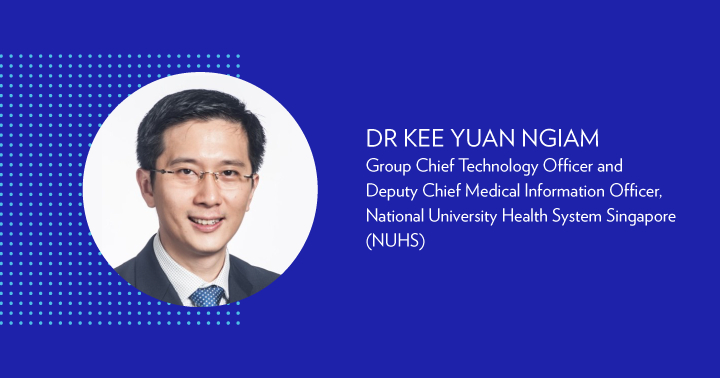 DR KEE YUAN NGIAM
Group Chief Technology Officer and
Deputy Chief Medical Information Officer,
National University Health System Singapore
(NUHS)